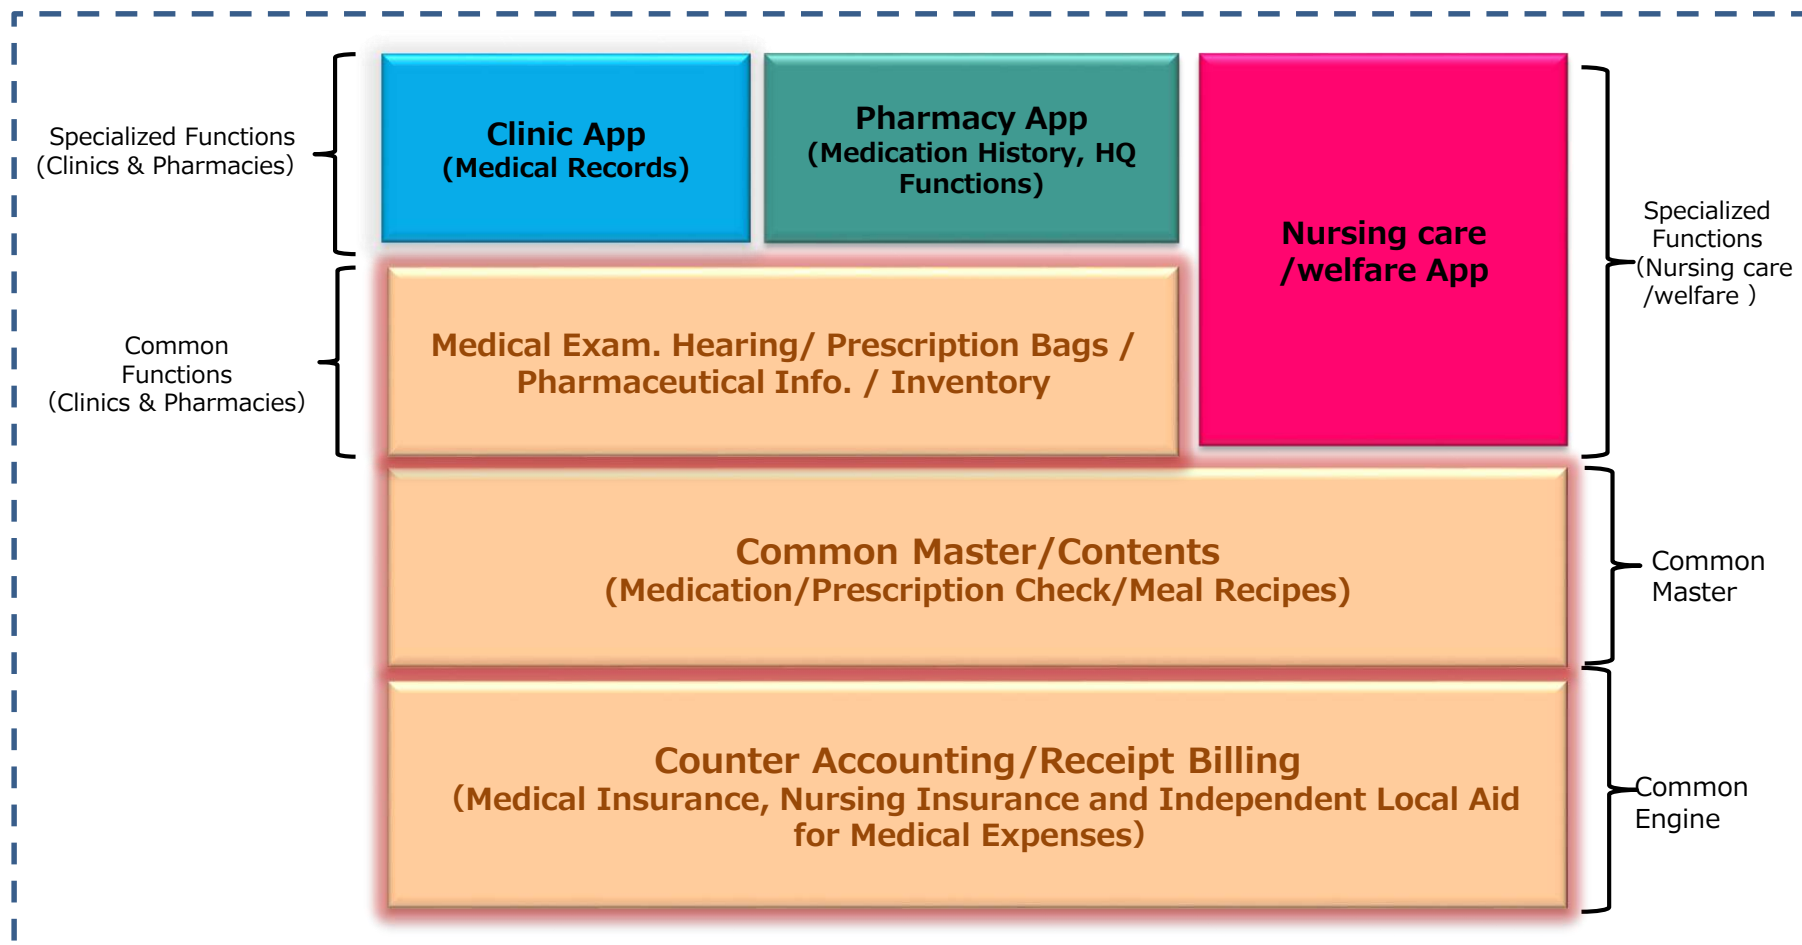 Specialized Functions
(Clinics & Pharmacies)
Clinic App
(Medical Records)
Pharmacy App
(Medication History, HQ
Functions)
Nursing care
/welfare App
Specialized
Functions
（Nursing care
/welfare ）
Common
Functions
（Clinics & Pharmacies）
Medical Exam. Hearing/ Prescription Bags /
Pharmaceutical Info. / Inventory
Common Master/Contents
(Medication/Prescription Check/Meal Recipes)
Common
Master
Counter Accounting/Receipt Billing
（Medical Insurance, Nursing Insurance and Independent Local Aid
for Medical Expenses）
Common
Engine